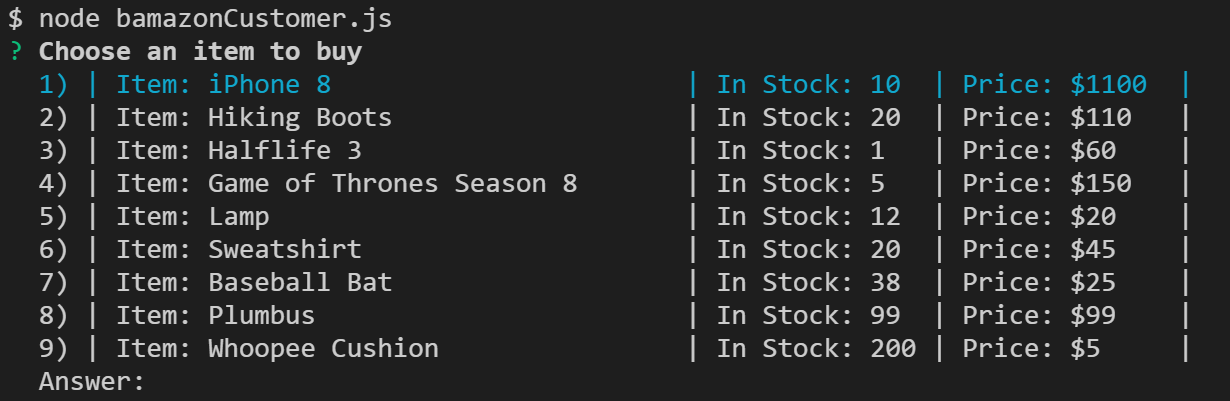 $ node bamazonCustomer.js
? Choose an item to buy
  1) | Item: iPhone 8                       | In Stock: 10  | Price: $1100  |
  2) | Item: Hiking Boots                   | In Stock: 20  | Price: $110   |
  3) | Item: Halflife 3                     | In Stock: 1   | Price: $60    |
  4) | Item: Game of Thrones Season 8       | In Stock: 5   | Price: $150   |
  5) | Item: Lamp                           | In Stock: 12  | Price: $20    |
  6) | Item: Sweatshirt                     | In Stock: 20  | Price: $45    |
  7) | Item: Baseball Bat                   | In Stock: 38  | Price: $25    |
  8) | Item: Plumbus                        | In Stock: 99  | Price: $99    |
  9) | Item: Whoopee Cushion                | In Stock: 200 | Price: $5     |
  Answer: